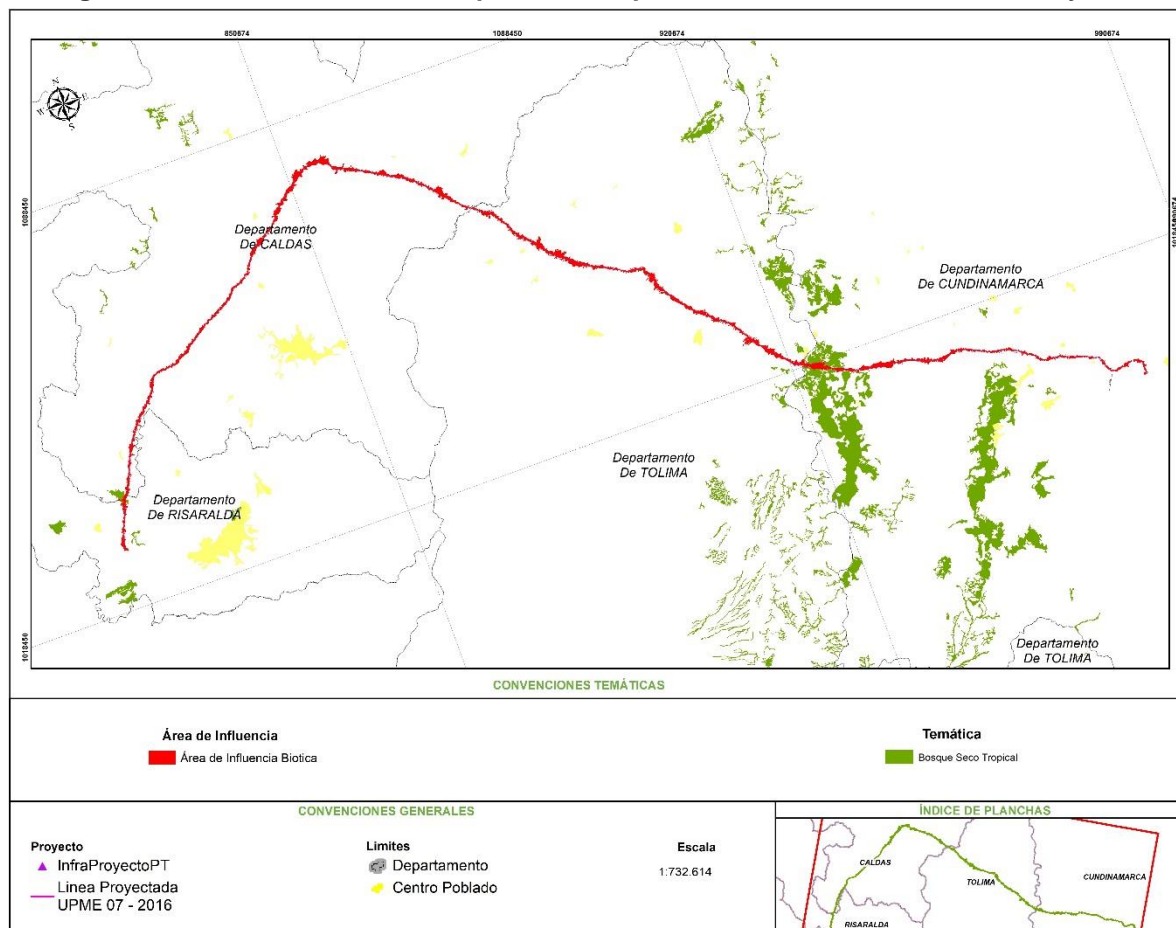 850674
1088450
920674
990674
1038450
Departamento
De CALDAS
Departamento
De CUNDINAMARCA
Departamento
De TOLIMA
Departamento
De RISARALDA
1018450
Departamento
De TOLIMA
CONVENCIONES TEMÁTICAS
Área de Influencia
Área de Influencia Biotica
Temática
Bosque Seco Tropical
CONVENCIONES GENERALES
ÍNDICE DE PLANCHAS
Proyecto
InfraProyectoPT
Linea Proyectada
UPME 07 - 2016
Limites
Departamento
Centro Poblado
Escala
1:732.614
CALDAS
TOLIMA
CUNDINAMARCA
RISARALDA